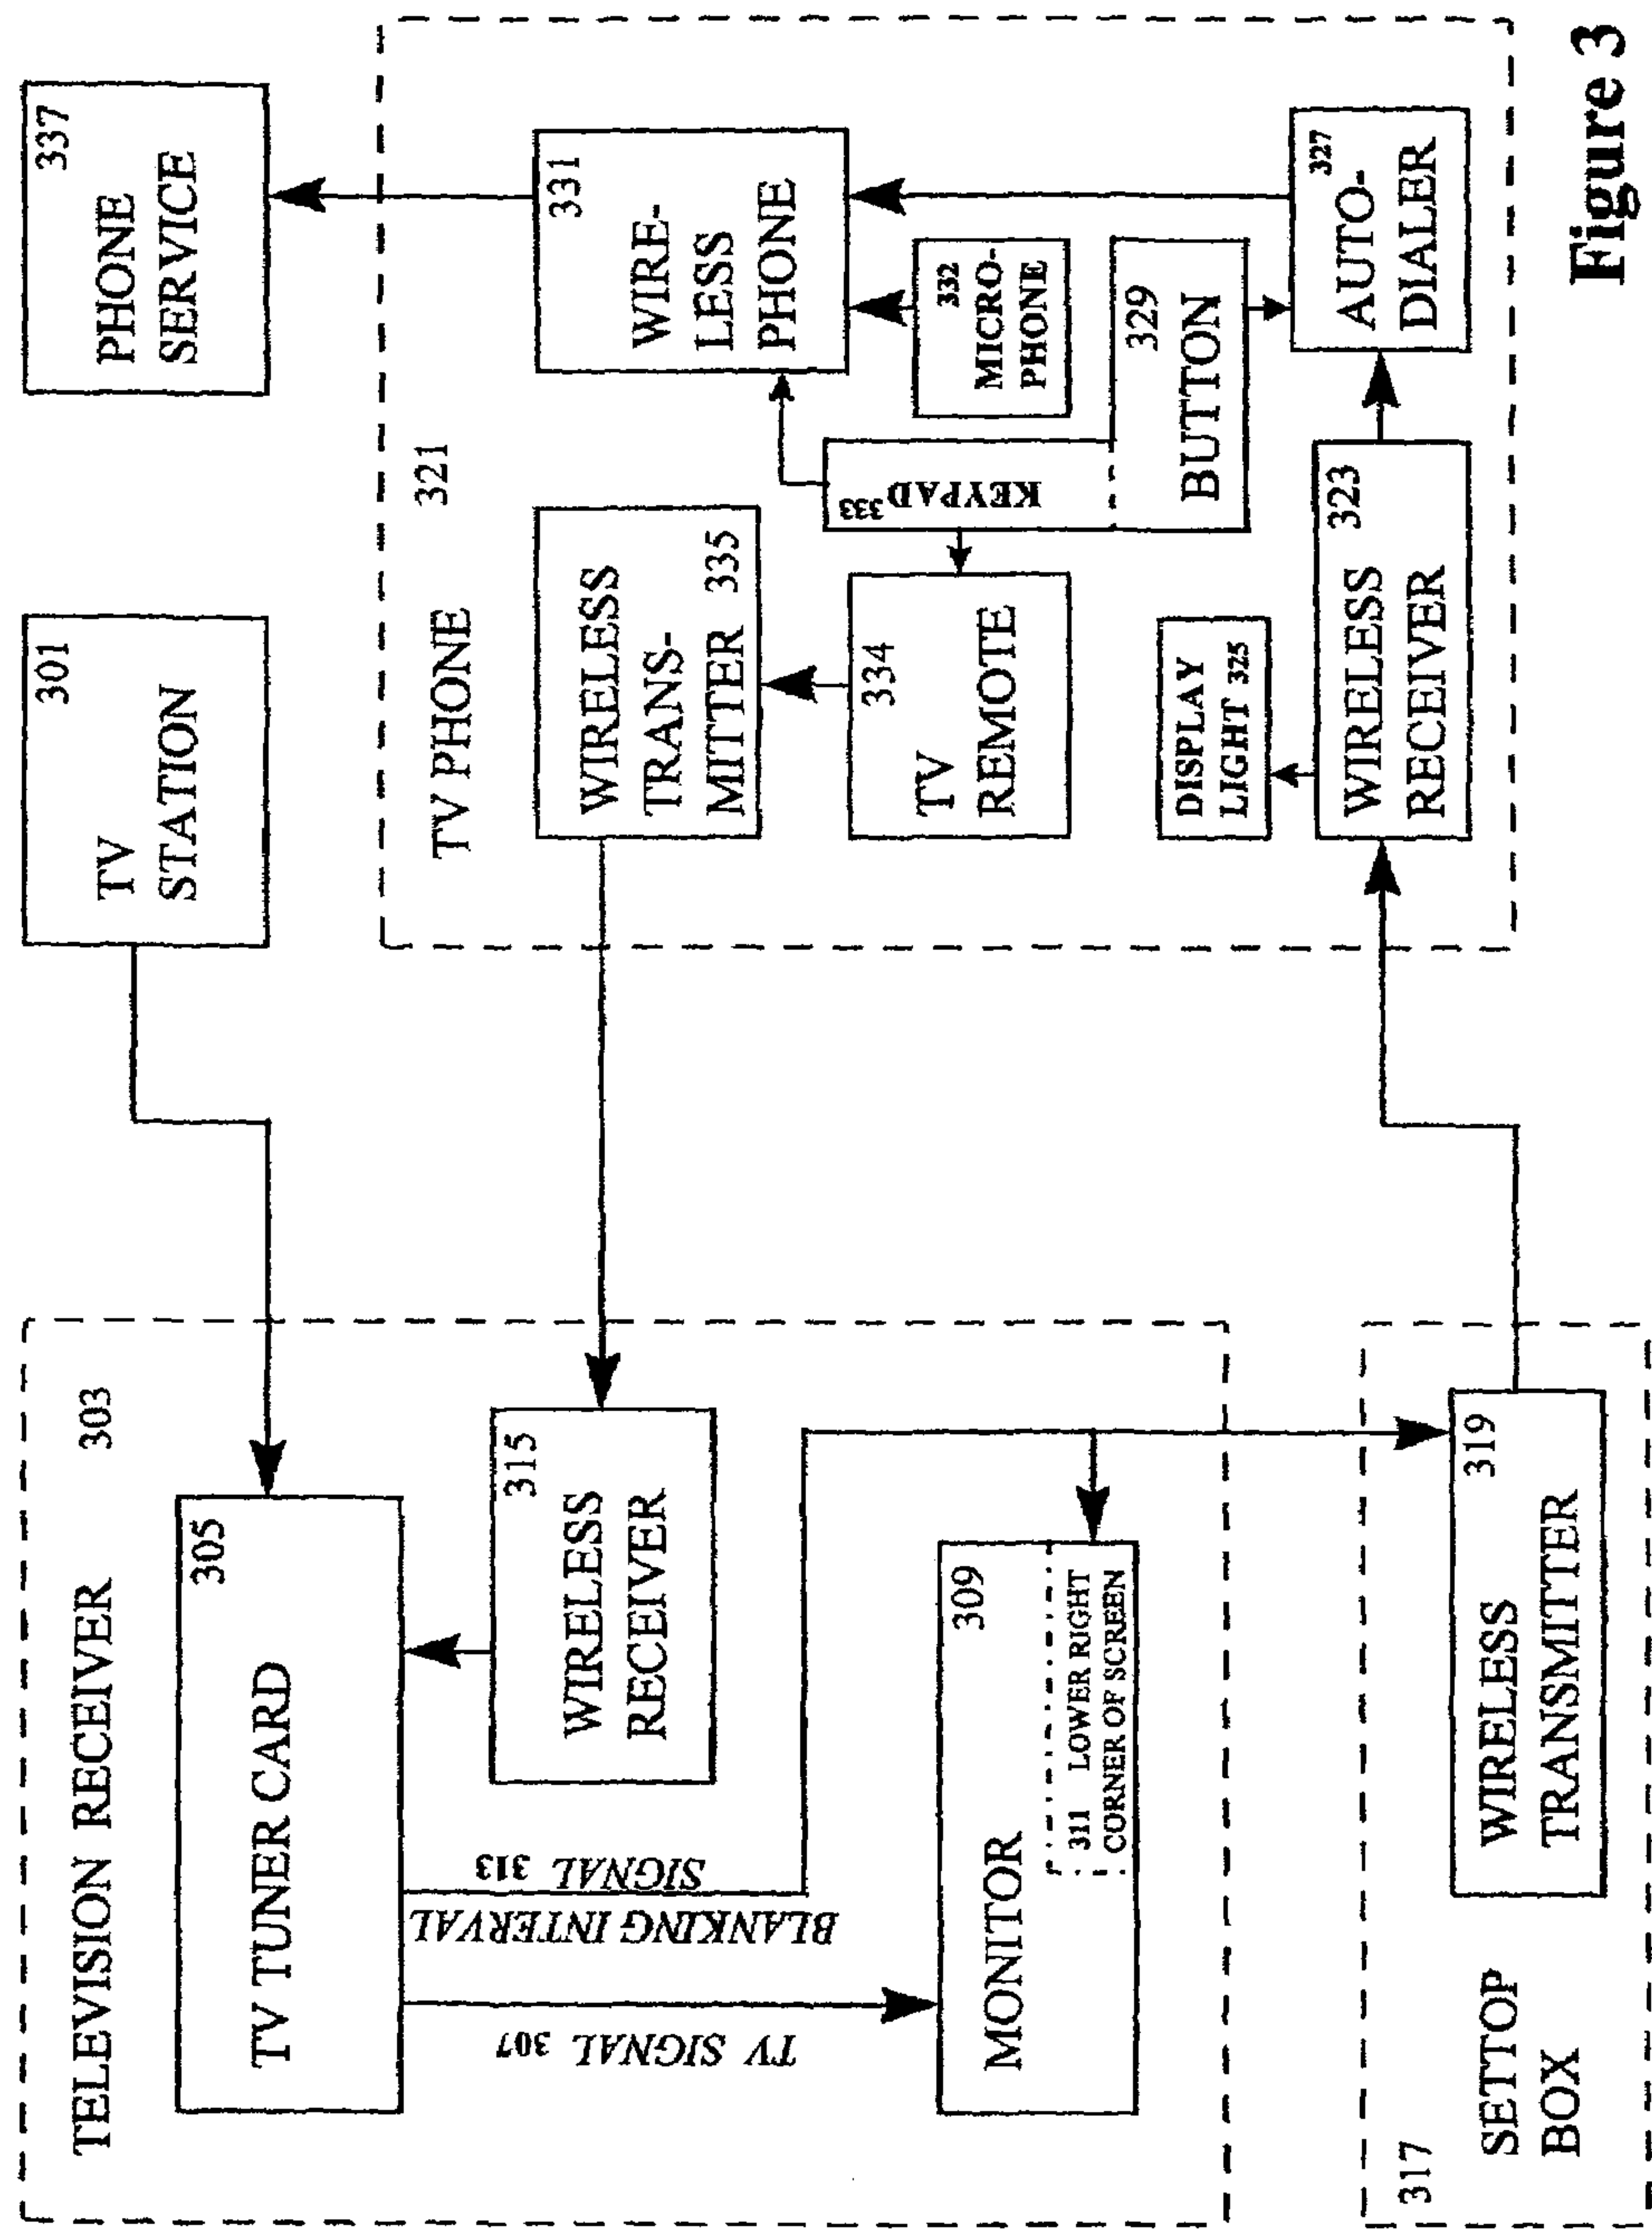 TELEVISION RECEIVER 303
TV TUNER CARD
305
TV SIGNAL 307
BLANKING INTERVAL
SIGNAL 313
315
WIRELESS
RECEIVER
MONITOR
309
311 LOWER RIGHT
CORNER OF SCREEN
317
SETTOP
BOX
319
WIRELESS
TRANSMITTER
301
TV
STATION
337
PHONE
SERVICE
TV PHONE 321
WIRELESS
TRANS-
MITTER 335
334
TV
REMOTE
331
WIRE-
LESS
PHONE
KEYPAD 333
332
MICRO-
PHONE
329
BUTTON
DISPLAY
LIGHT 325
323
WIRELESS
RECEIVER
327
AUTO-
DIALER
Figure 3